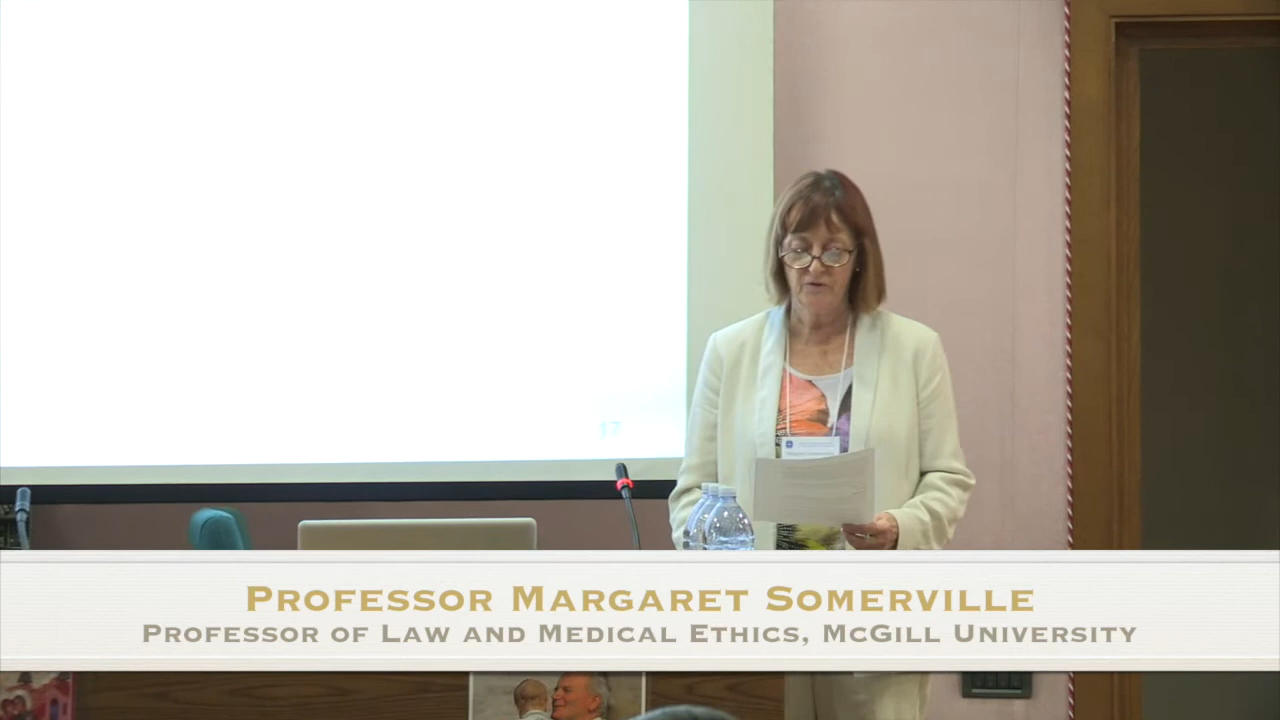 Professor Margaret Somerville
Professor of Law and Medical Ethics, McGill University